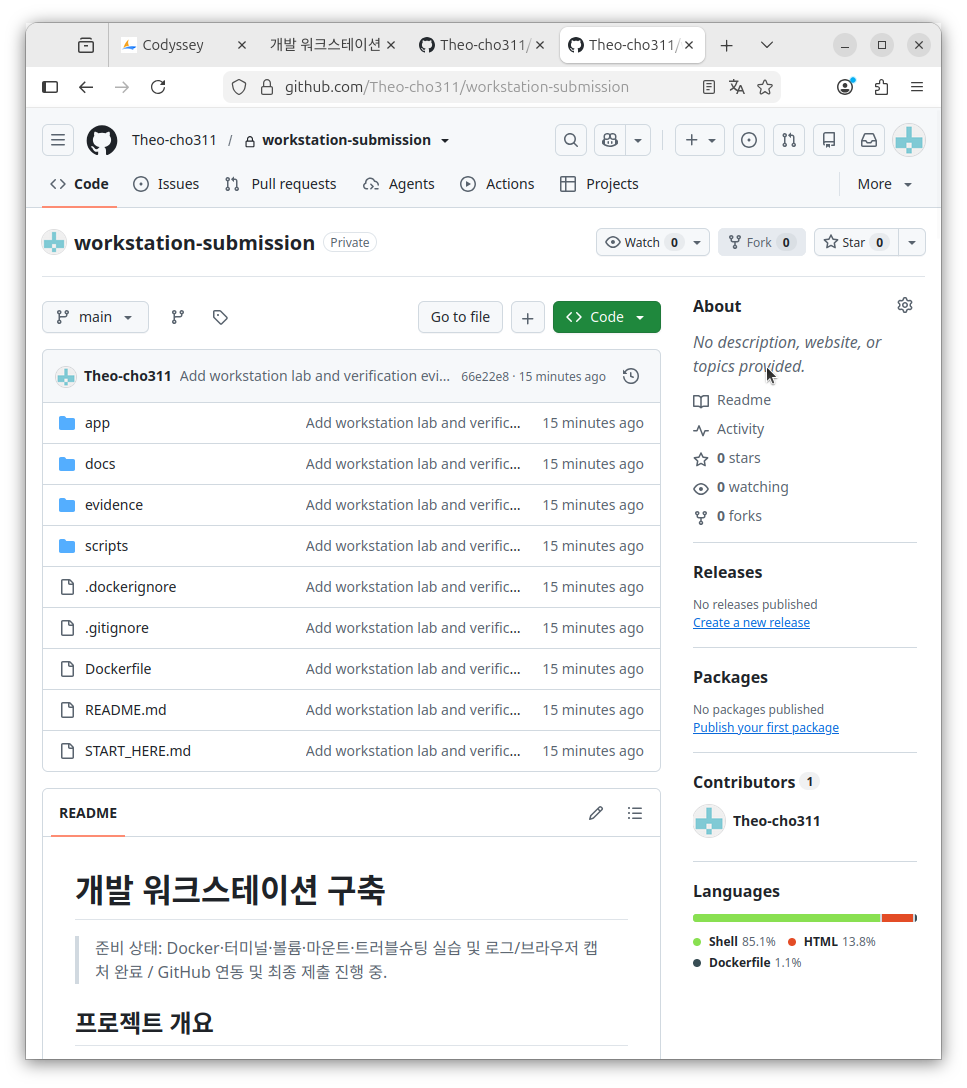 Codyssey
개발 워크스테이션
Theo-cho311/
Theo-cho311/
github.com/Theo-cho311/workstation-submission
Theo-cho311 / workstation-submission
Code Issues Pull requests Agents Actions Projects More
workstation-submission Private
Watch 0 Fork 0 Star 0
main Go to file Code
Theo-cho311 Add workstation lab and verification evi... 66e22e8 · 15 minutes ago
app Add workstation lab and verific... 15 minutes ago
docs Add workstation lab and verific... 15 minutes ago
evidence Add workstation lab and verific... 15 minutes ago
scripts Add workstation lab and verific... 15 minutes ago
.dockerignore Add workstation lab and verific... 15 minutes ago
.gitignore Add workstation lab and verific... 15 minutes ago
Dockerfile Add workstation lab and verific... 15 minutes ago
README.md Add workstation lab and verific... 15 minutes ago
START_HERE.md Add workstation lab and verific... 15 minutes ago
README
개발 워크스테이션 구축
준비 상태: Docker·터미널·볼륨·마운트·트러블슈팅 실습 및 로그/브라우저 캡
처 완료 / GitHub 연동 및 최종 제출 진행 중.
프로젝트 개요
About
No description, website, or
topics provided.
Readme
Activity
0 stars
0 watching
0 forks
Releases
No releases published
Create a new release
Packages
No packages published
Publish your first package
Contributors 1
Theo-cho311
Languages
Shell 85.1% HTML 13.8%
Dockerfile 1.1%